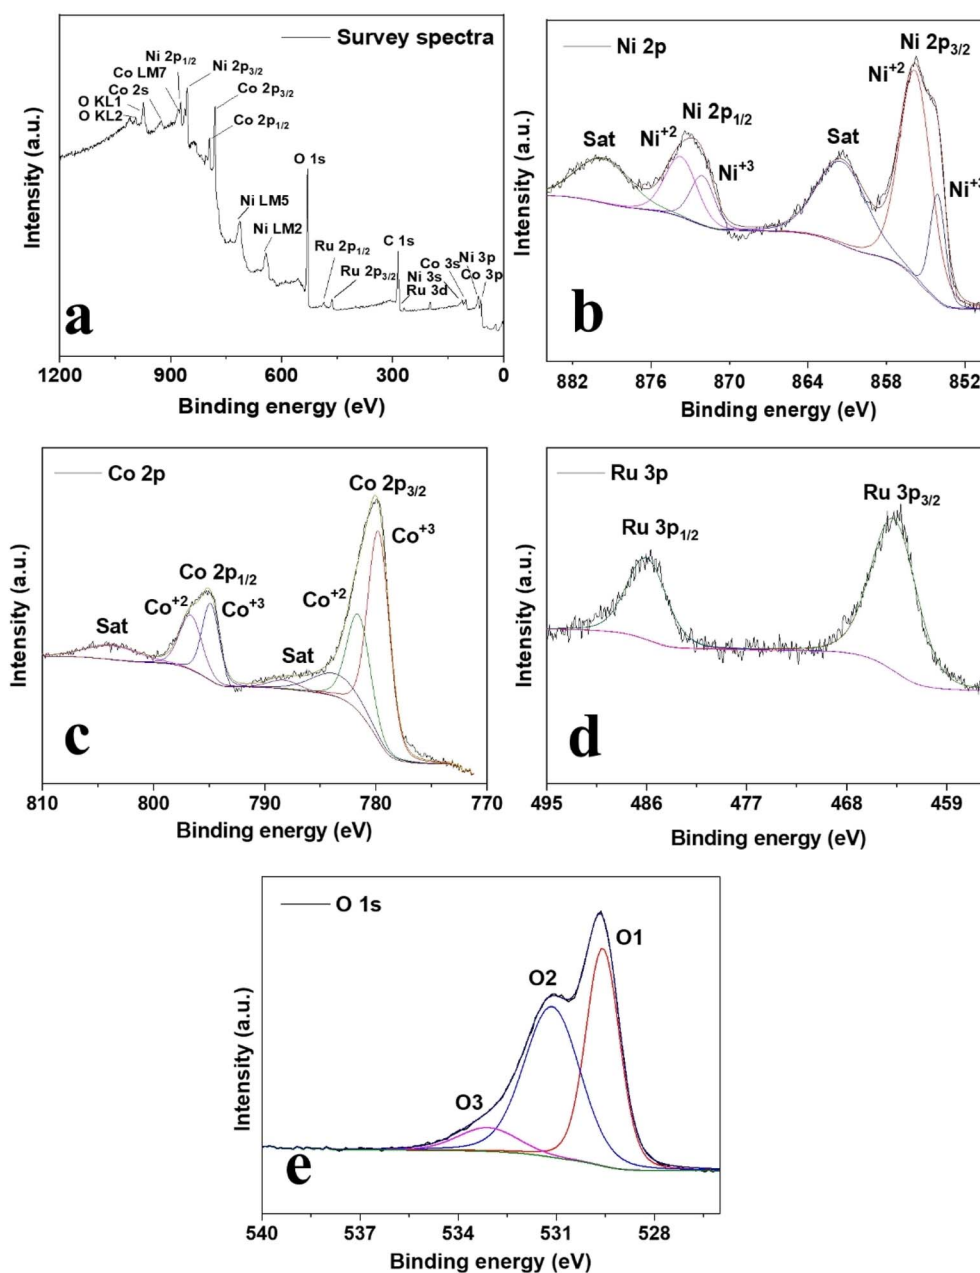 Survey spectra
Ni 2p1/2
Co LM7
Ni 2p3/2
Co 2s
Co 2p3/2
O KL1
O KL2
Co 2p1/2
O 1s
Ni LM5
Ni LM2
Ru 2p1/2
C 1s
Ru 2p3/2
Co 3s
Ni 3p
Ni 3s
Co 3p
Ru 3d
Intensity (a.u.)
a
1200 900 600 300 0
Binding energy (eV)
Ni 2p
Ni 2p3/2
Ni+2
Ni 2p1/2
Sat
Ni+2
Sat
Ni+3
Ni+3
Intensity (a.u.)
b
882 876 870 864 858 852
Binding energy (eV)
Co 2p
Co 2p3/2
Co+3
Co 2p1/2
Co+2
Co+3
Co+2
Sat
Sat
Intensity (a.u.)
c
810 800 790 780 770
Binding energy (eV)
Ru 3p
Ru 3p3/2
Ru 3p1/2
Intensity (a.u.)
d
495 486 477 468 459
Binding energy (eV)
O 1s
O1
O2
O3
Intensity (a.u.)
e
540 537 534 531 528
Binding energy (eV)